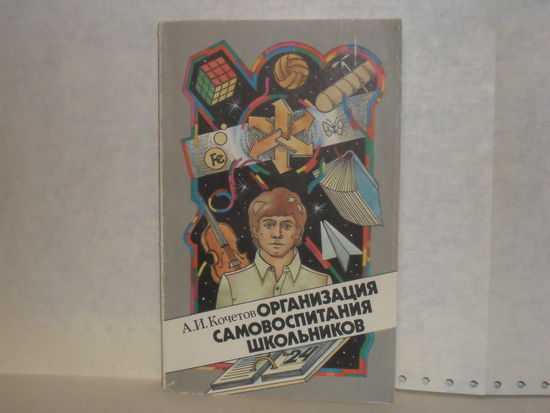 Fe
А.И.Кочетов
ОРГАНИЗАЦИЯ
САМОВОСПИТАНИЯ
ШКОЛЬНИКОВ
24